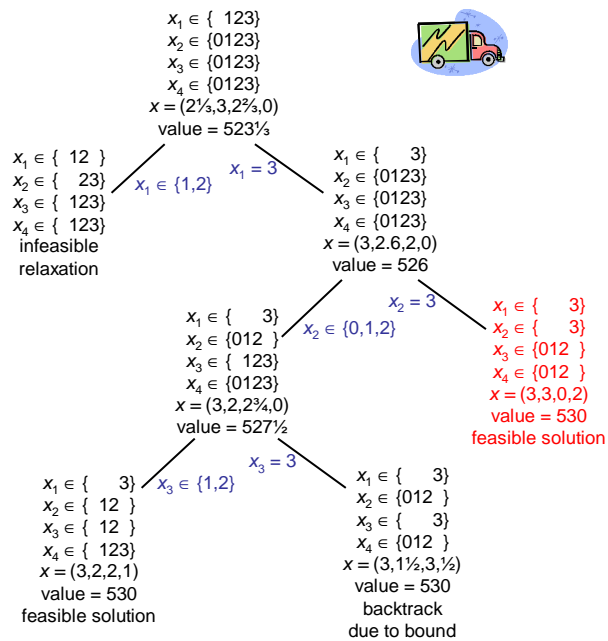 x₁ ∈ { 123}
x₂ ∈ {0123}
x₃ ∈ {0123}
x₄ ∈ {0123}
x = (2⅓,3,2⅔,0)
value = 523⅓
x₁ ∈ { 12 }
x₂ ∈ { 23}
x₃ ∈ { 123}
x₄ ∈ { 123}
infeasible
relaxation
x₁ ∈ {1,2}
x₁ = 3
x₁ ∈ { 3}
x₂ ∈ {0123}
x₃ ∈ {0123}
x₄ ∈ {0123}
x = (3,2.6,2,0)
value = 526
x₂ ∈ {0,1,2}
x₂ = 3
x₁ ∈ { 3}
x₂ ∈ {012 }
x₃ ∈ { 123}
x₄ ∈ {0123}
x = (3,2,2¾,0)
value = 527½
x₁ ∈ { 3}
x₂ ∈ { 3}
x₃ ∈ {012 }
x₄ ∈ {012 }
x = (3,3,0,2)
value = 530
feasible solution
x₃ ∈ {1,2}
x₃ = 3
x₁ ∈ { 3}
x₂ ∈ { 12 }
x₃ ∈ { 12 }
x₄ ∈ { 123}
x = (3,2,2,1)
value = 530
feasible solution
x₁ ∈ { 3}
x₂ ∈ {012 }
x₃ ∈ { 3}
x₄ ∈ {012 }
x = (3,1½,3,½)
value = 530
backtrack
due to bound